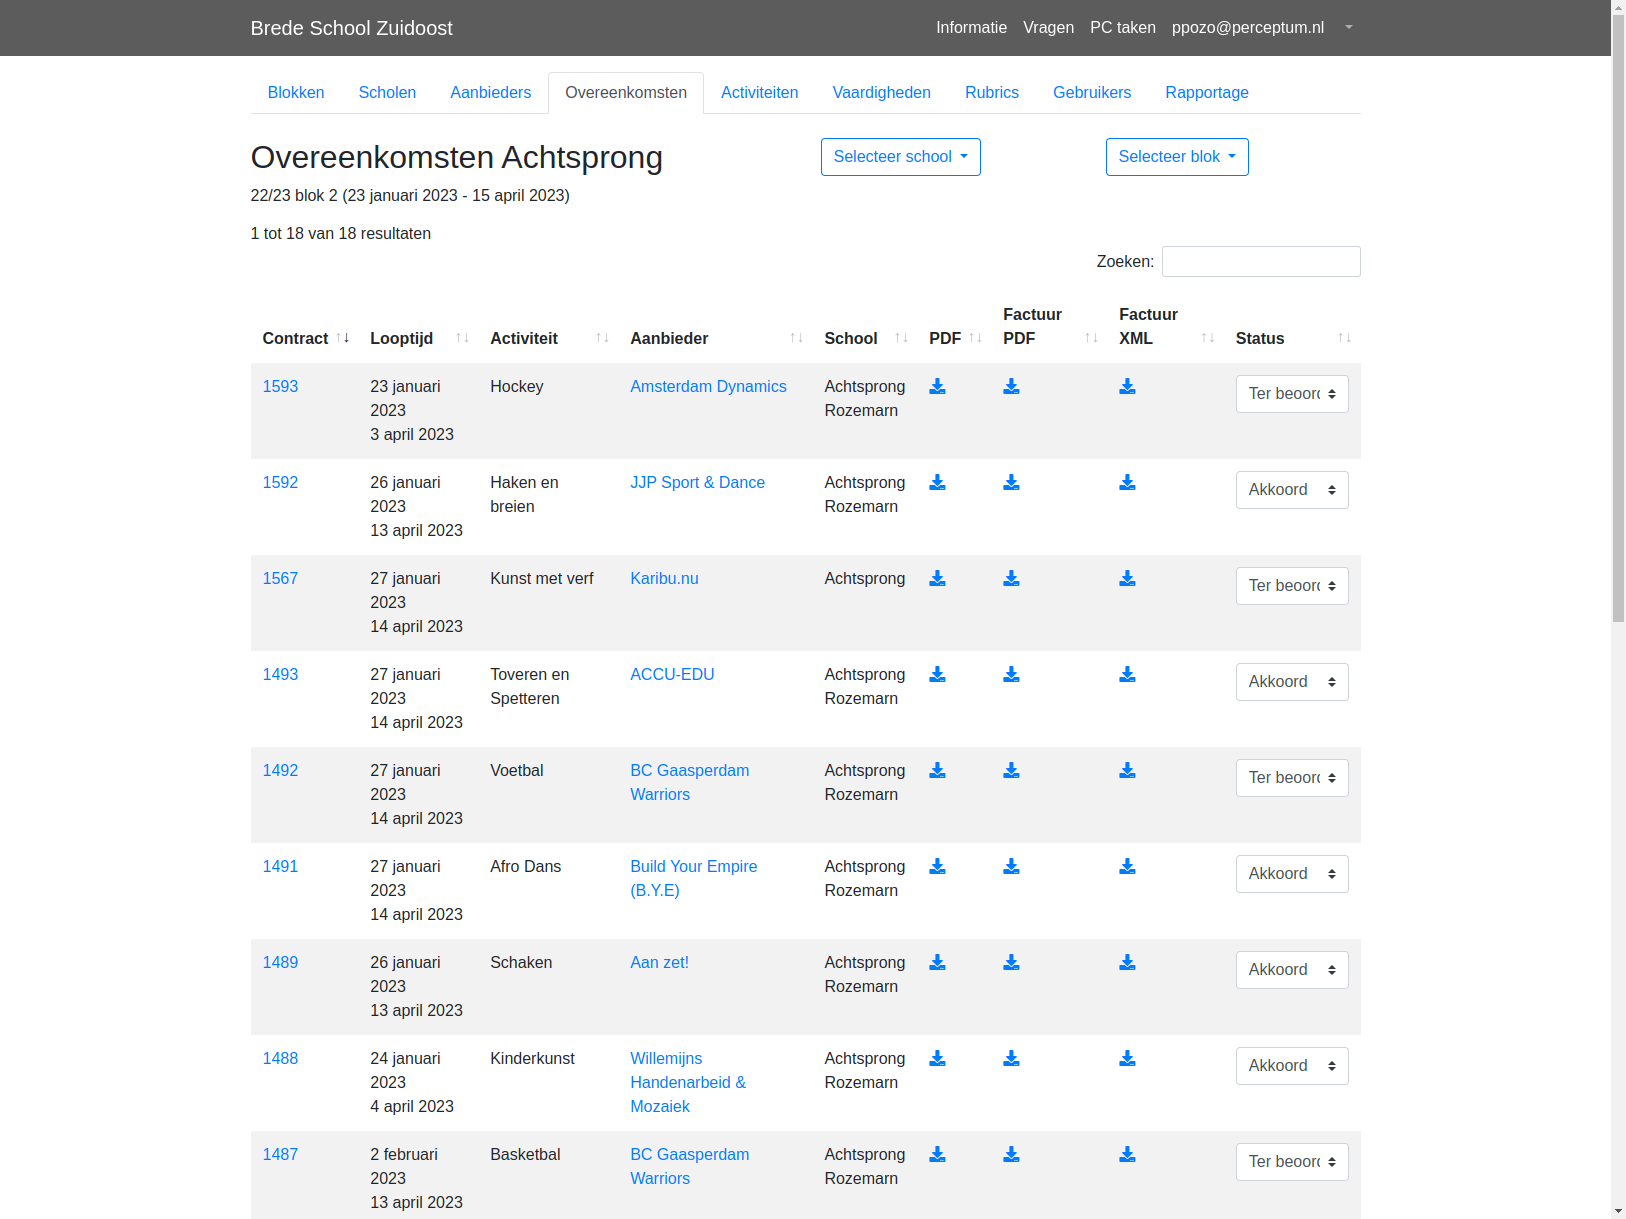 Brede School Zuidoost
Informatie Vragen PC taken ppozo@perceptum.nl
Blokken Scholen Aanbieders Overeenkomsten Activiteiten Vaardigheden Rubrics Gebruikers Rapportage
Overeenkomsten Achtsprong
Selecteer school
Selecteer blok
22/23 blok 2 (23 januari 2023 - 15 april 2023)
1 tot 18 van 18 resultaten
Zoeken:
Contract Looptijd Activiteit Aanbieder School PDF Factuur PDF Factuur XML Status
1593 23 januari Hockey Amsterdam Dynamics Achtsprong Ter beoord
2023 Rozemarn
3 april 2023
1592 26 januari Haken en JJP Sport & Dance Achtsprong Akkoord
2023 breien Rozemarn
13 april 2023
1567 27 januari Kunst met verf Karibu.nu Achtsprong Ter beoord
2023
14 april 2023
1493 27 januari Toveren en ACCU-EDU Achtsprong Akkoord
2023 Spetteren Rozemarn
14 april 2023
1492 27 januari Voetbal BC Gaasperdam Achtsprong Ter beoord
2023 Warriors Rozemarn
14 april 2023
1491 27 januari Afro Dans Build Your Empire Achtsprong Akkoord
2023 (B.Y.E) Rozemarn
14 april 2023
1489 26 januari Schaken Aan zet! Achtsprong Akkoord
2023 Rozemarn
13 april 2023
1488 24 januari Kinderkunst Willemijns Achtsprong Akkoord
2023 Handenarbeid & Rozemarn
4 april 2023 Mozaiek
1487 2 februari Basketbal BC Gaasperdam Achtsprong Ter beoord
2023 Warriors Rozemarn
13 april 2023